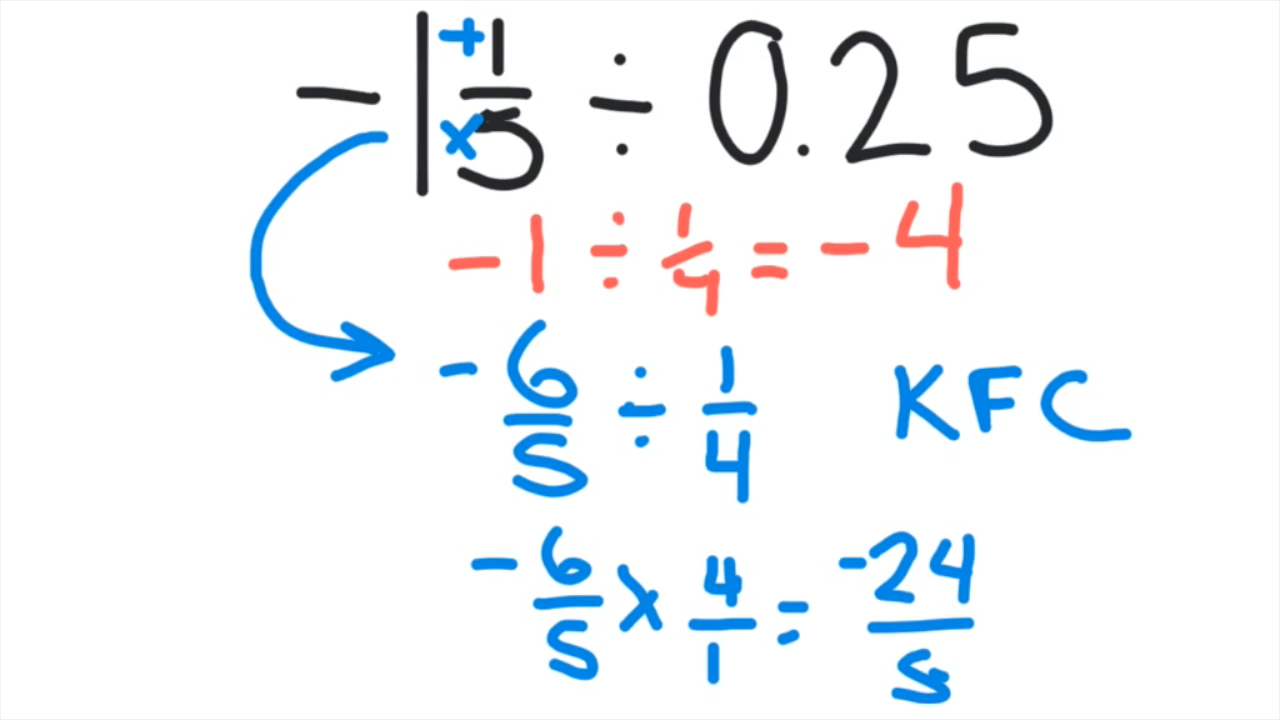 -1 + 1/5 × ÷ 0.25
-1 ÷ 1/4 = -4
-6/5 ÷ 1/4 KFC
-6/5 x 4/1 = -24/5